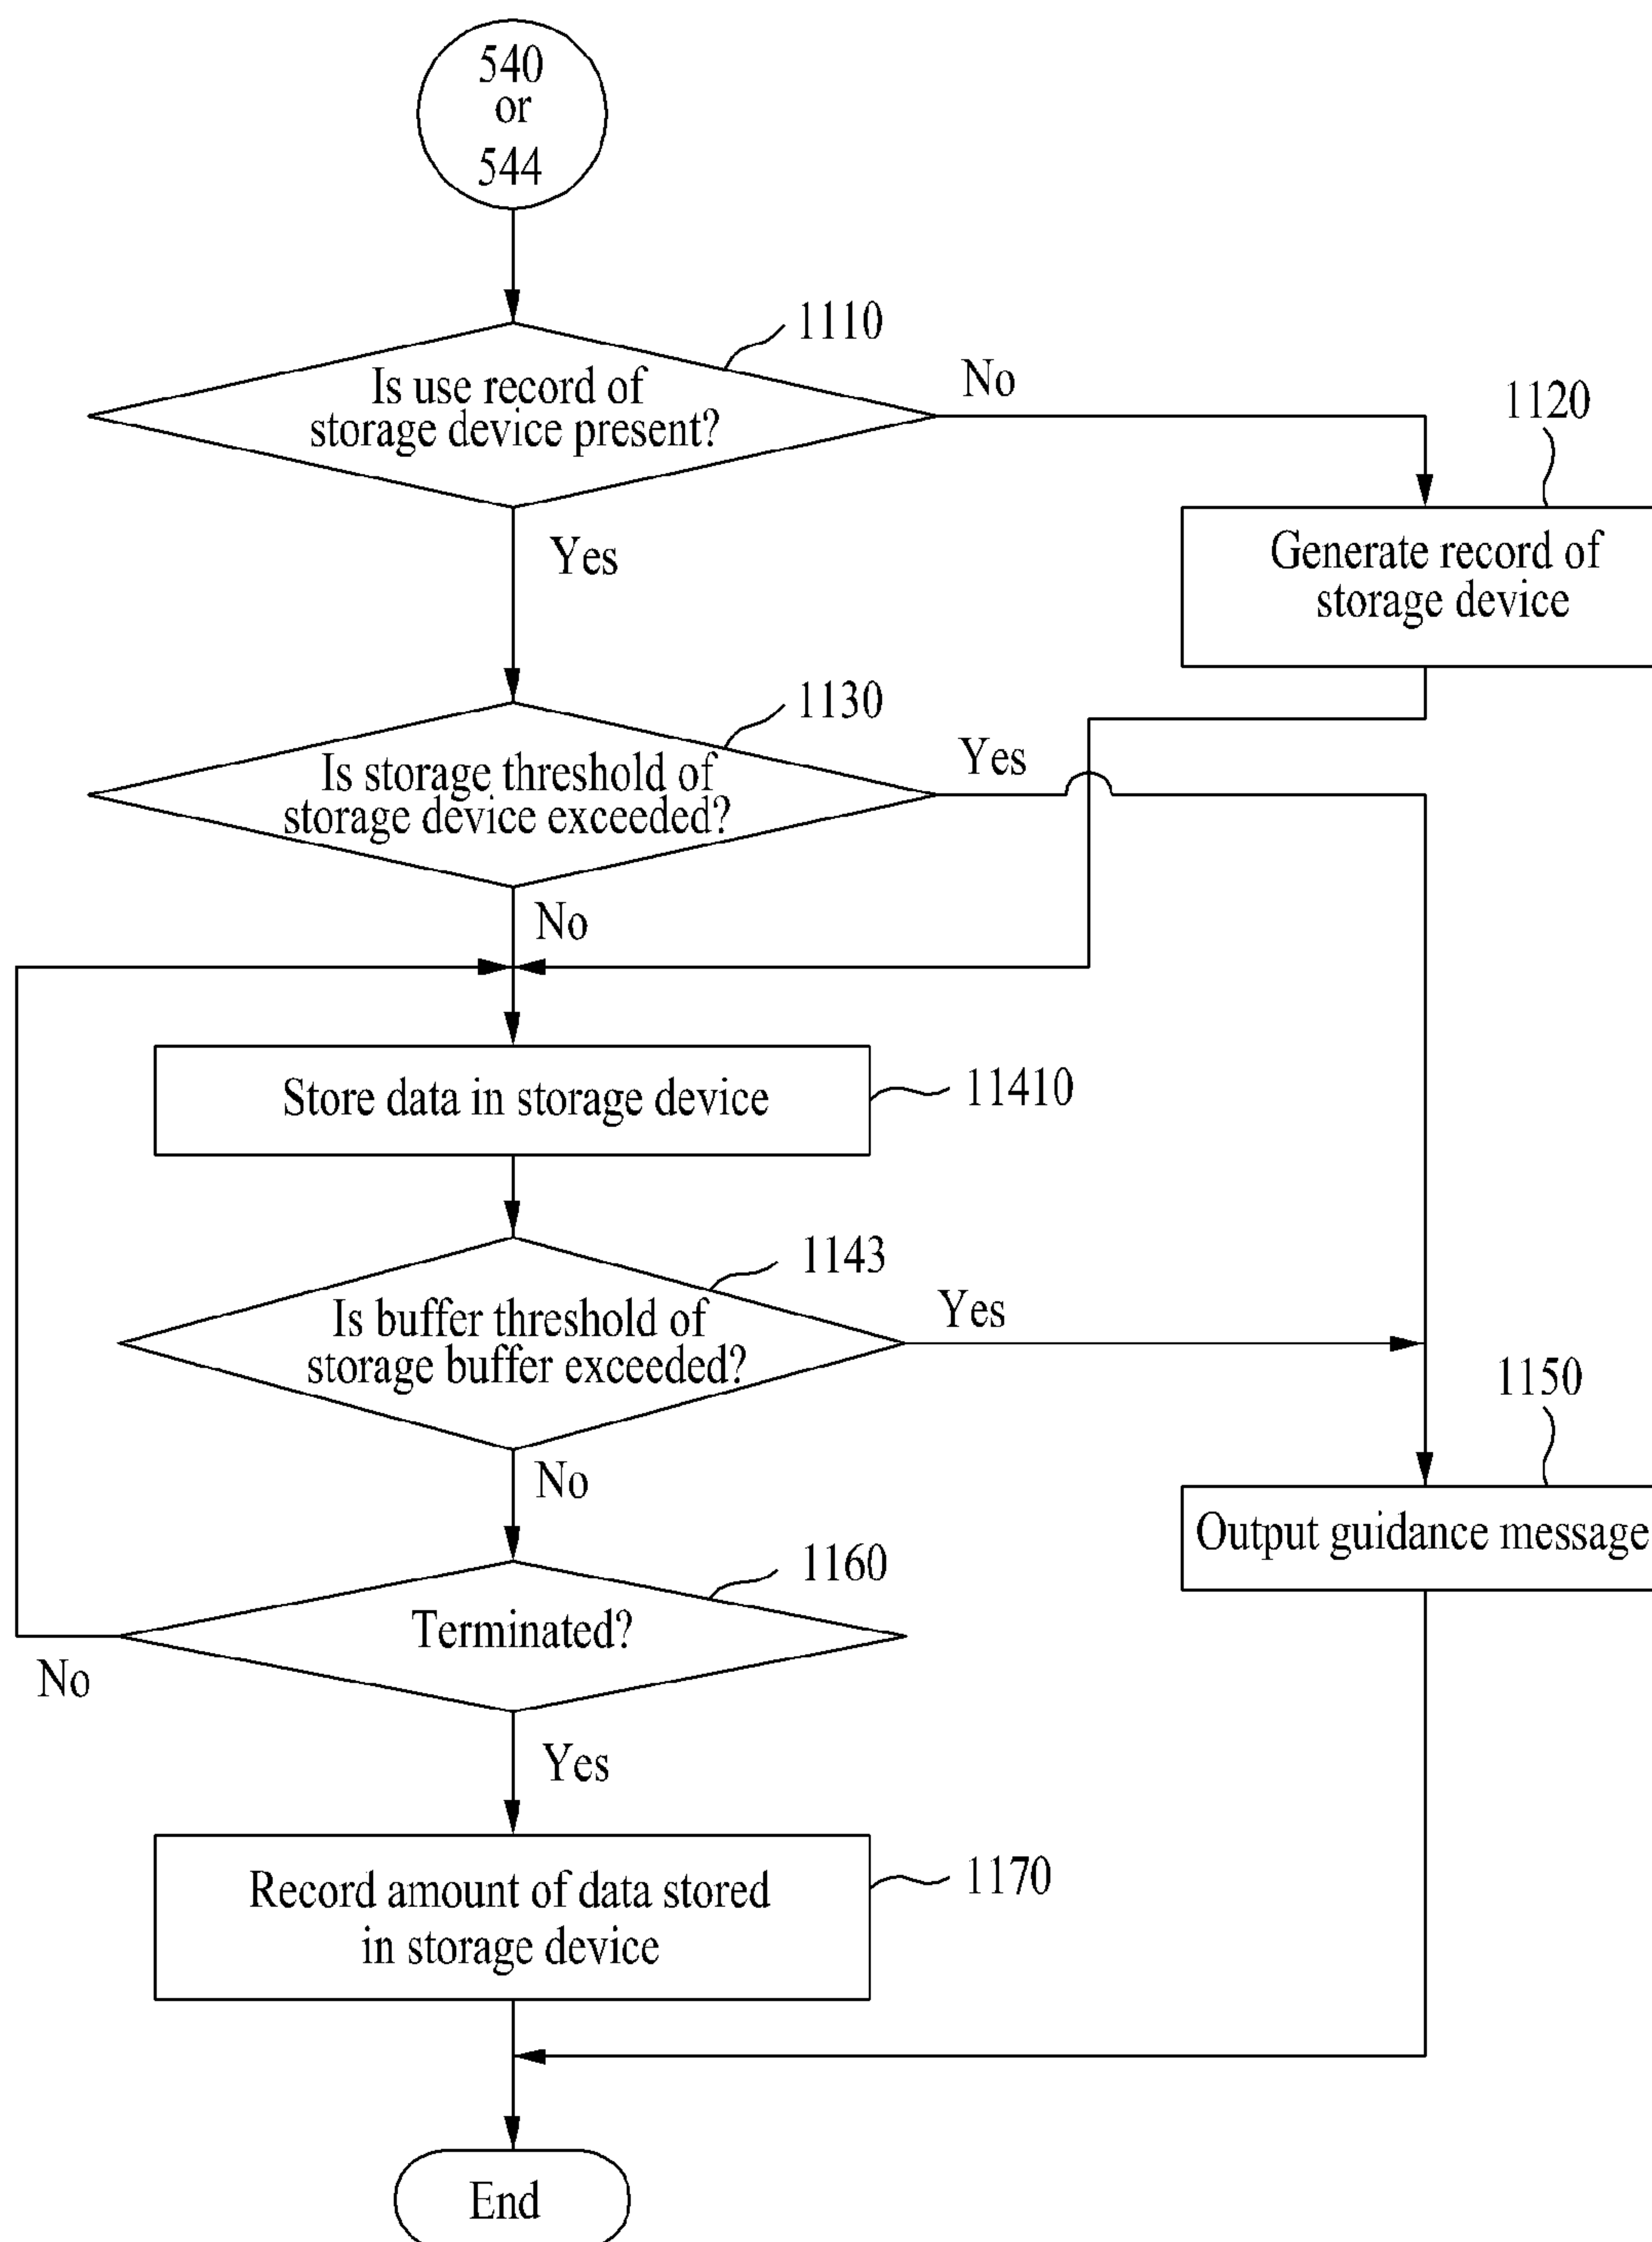 540
or
544
1110
Is use record of
storage device present?
No
1120
Yes
Generate record of
storage device
1130
Is storage threshold of
storage device exceeded?
Yes
No
Store data in storage device
11410
1143
Is buffer threshold of
storage buffer exceeded?
Yes
1150
No
Output guidance message
1160
Terminated?
No
Yes
Record amount of data stored
in storage device
1170
End